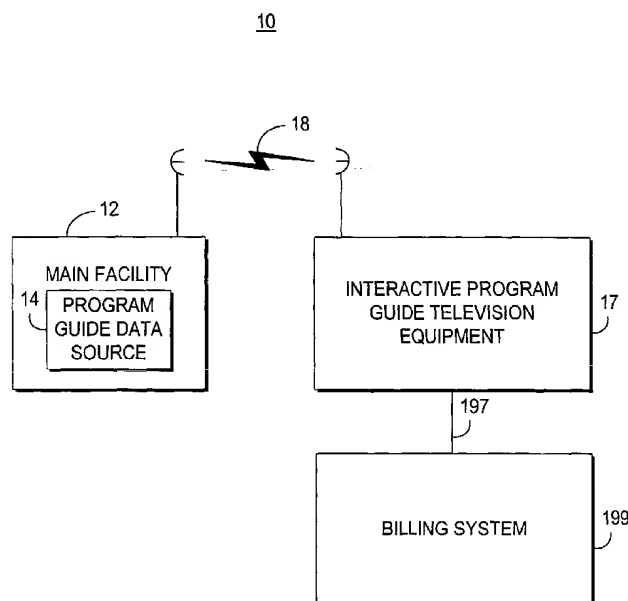 10
18
12
MAIN FACILITY
14
PROGRAM
GUIDE DATA
SOURCE
INTERACTIVE PROGRAM
GUIDE TELEVISION
EQUIPMENT
17
197
BILLING SYSTEM
199